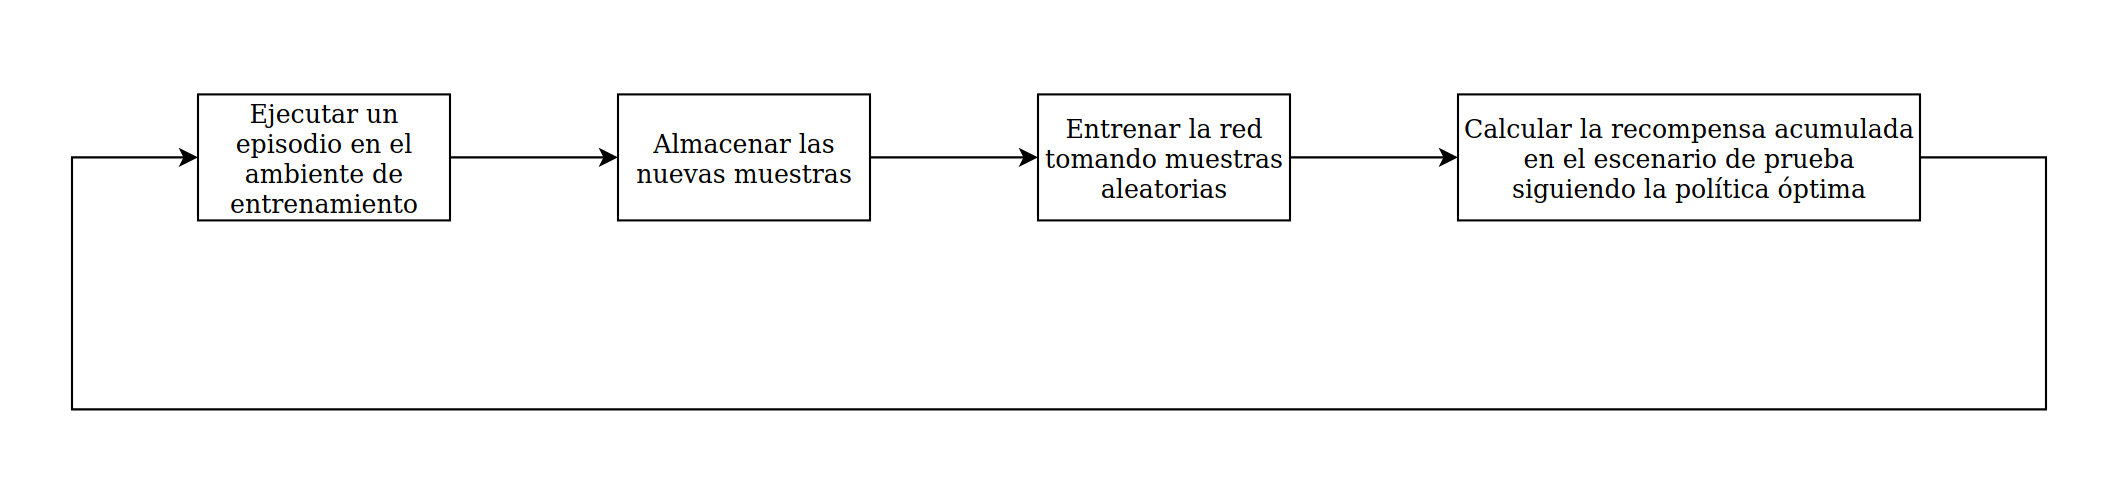 Ejecutar un
episodio en el
ambiente de
entrenamiento
Almacenar las
nuevas muestras
Entrenar la red
tomando muestras
aleatorias
Calcular la recompensa acumulada
en el escenario de prueba
siguiendo la política óptima